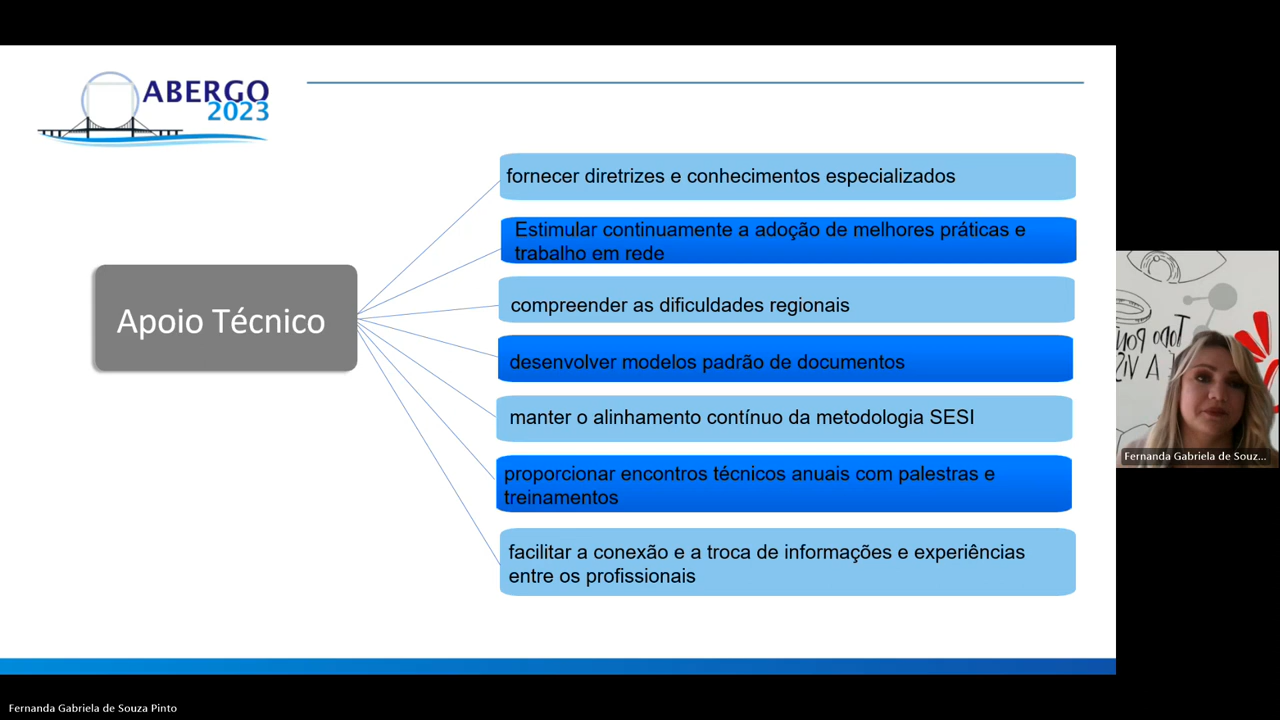 ABERGO
2023
Apoio Técnico
fornecer diretrizes e conhecimentos especializados
Estimular continuamente a adoção de melhores práticas e
trabalho em rede
compreender as dificuldades regionais
desenvolver modelos padrão de documentos
manter o alinhamento contínuo da metodologia SESI
proporcionar encontros técnicos anuais com palestras e
treinamentos
facilitar a conexão e a troca de informações e experiências
entre os profissionais
TODO PON
É A VIS
Fernanda Gabriela de Souz...
Fernanda Gabriela de Souza Pinto